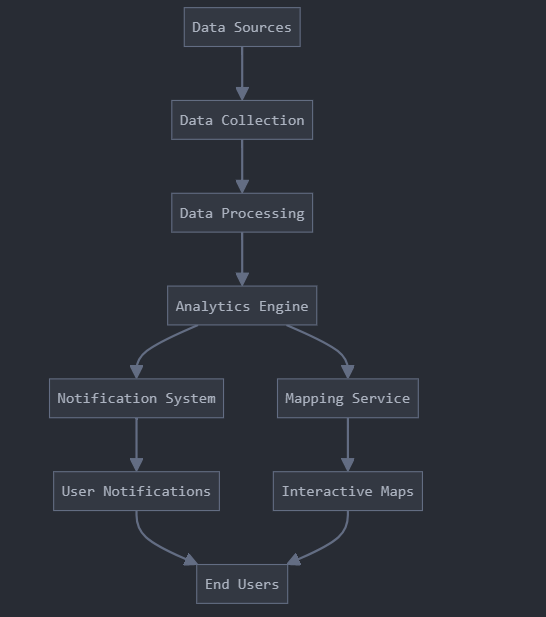 Data Sources
Data Collection
Data Processing
Analytics Engine
Notification System
Mapping Service
User Notifications
Interactive Maps
End Users